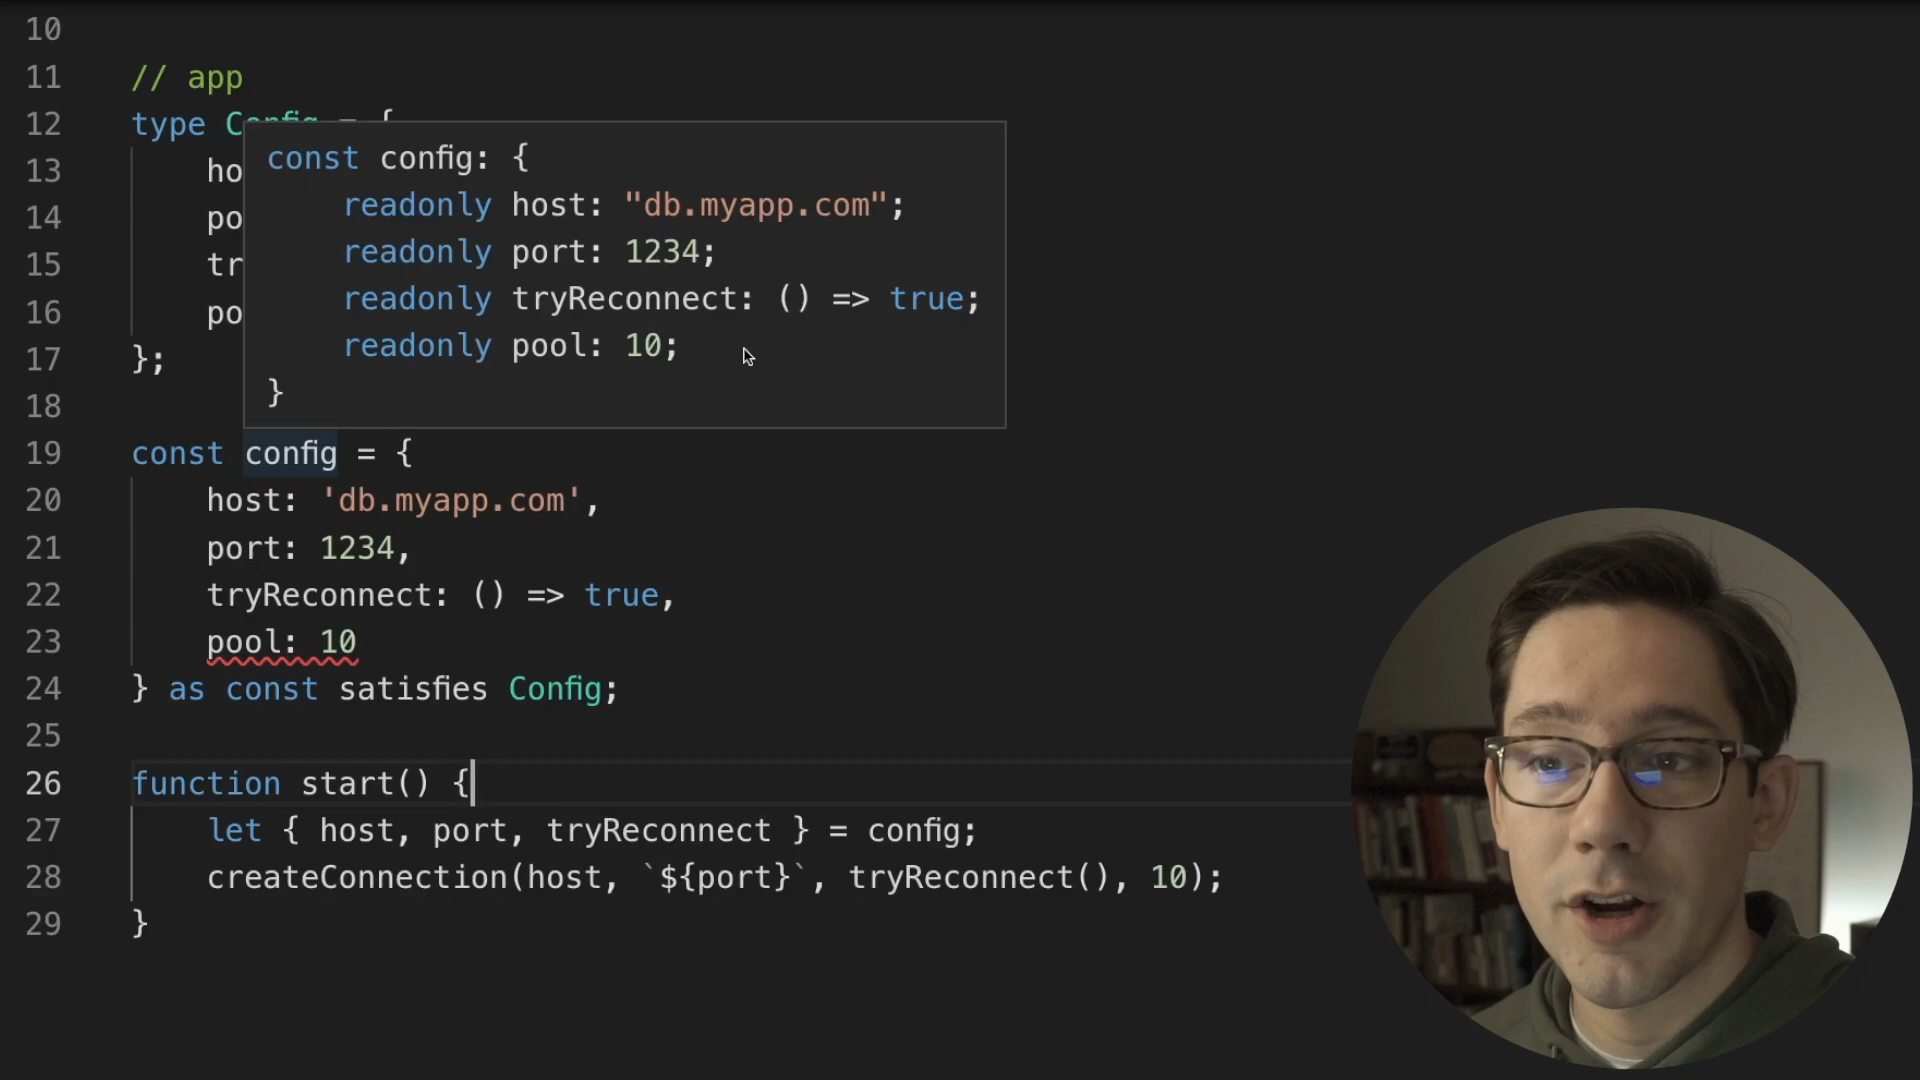 10
11 // app
12 type Config = {
13 ho
14 po
15 tr
16 po
17 };
18
const config: {
readonly host: "db.myapp.com";
readonly port: 1234;
readonly tryReconnect: () => true;
readonly pool: 10;
}
19 const config = {
20 host: 'db.myapp.com',
21 port: 1234,
22 tryReconnect: () => true,
23 pool: 10
24 } as const satisfies Config;
25
26 function start() {
27 let { host, port, tryReconnect } = config;
28 createConnection(host, `${port}`, tryReconnect(), 10);
29 }